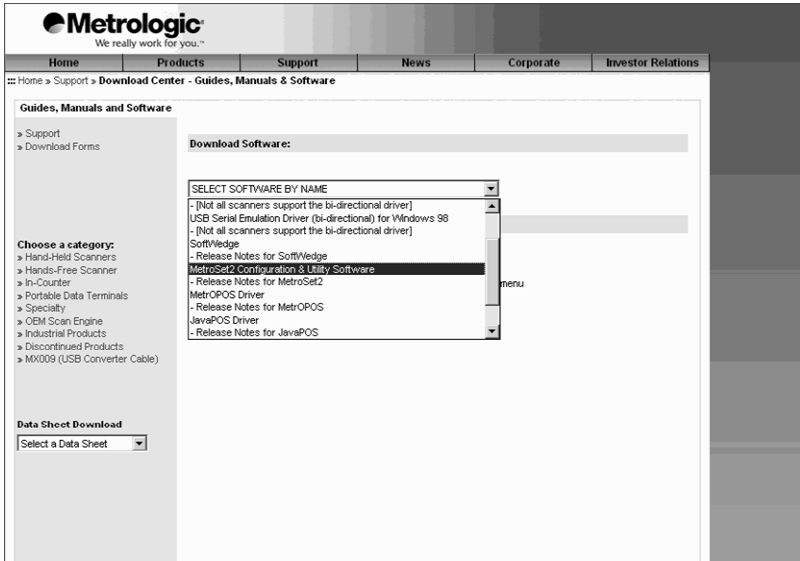 Metrologic
We really work for you.™
Home Products Support News Corporate Investor Relations
::: Home » Support » Download Center - Guides, Manuals & Software
Guides, Manuals and Software
» Support
» Download Forms
Download Software:
SELECT SOFTWARE BY NAME
- [Not all scanners support the bi-directional driver]
USB Serial Emulation Driver (bi-directional) for Windows 98
- [Not all scanners support the bi-directional driver]
SoftWedge
- Release Notes for SoftWedge
MetroSet2 Configuration & Utility Software
- Release Notes for MetroSet2
MetrOPOS Driver
- Release Notes for MetrOPOS
JavaPOS Driver
- Release Notes for JavaPOS
menu
Choose a category:
» Hand-Held Scanners
» Hands-Free Scanner
» In-Counter
» Portable Data Terminals
» Specialty
» OEM Scan Engine
» Industrial Products
» Discontinued Products
» MX009 (USB Converter Cable)
Data Sheet Download
Select a Data Sheet